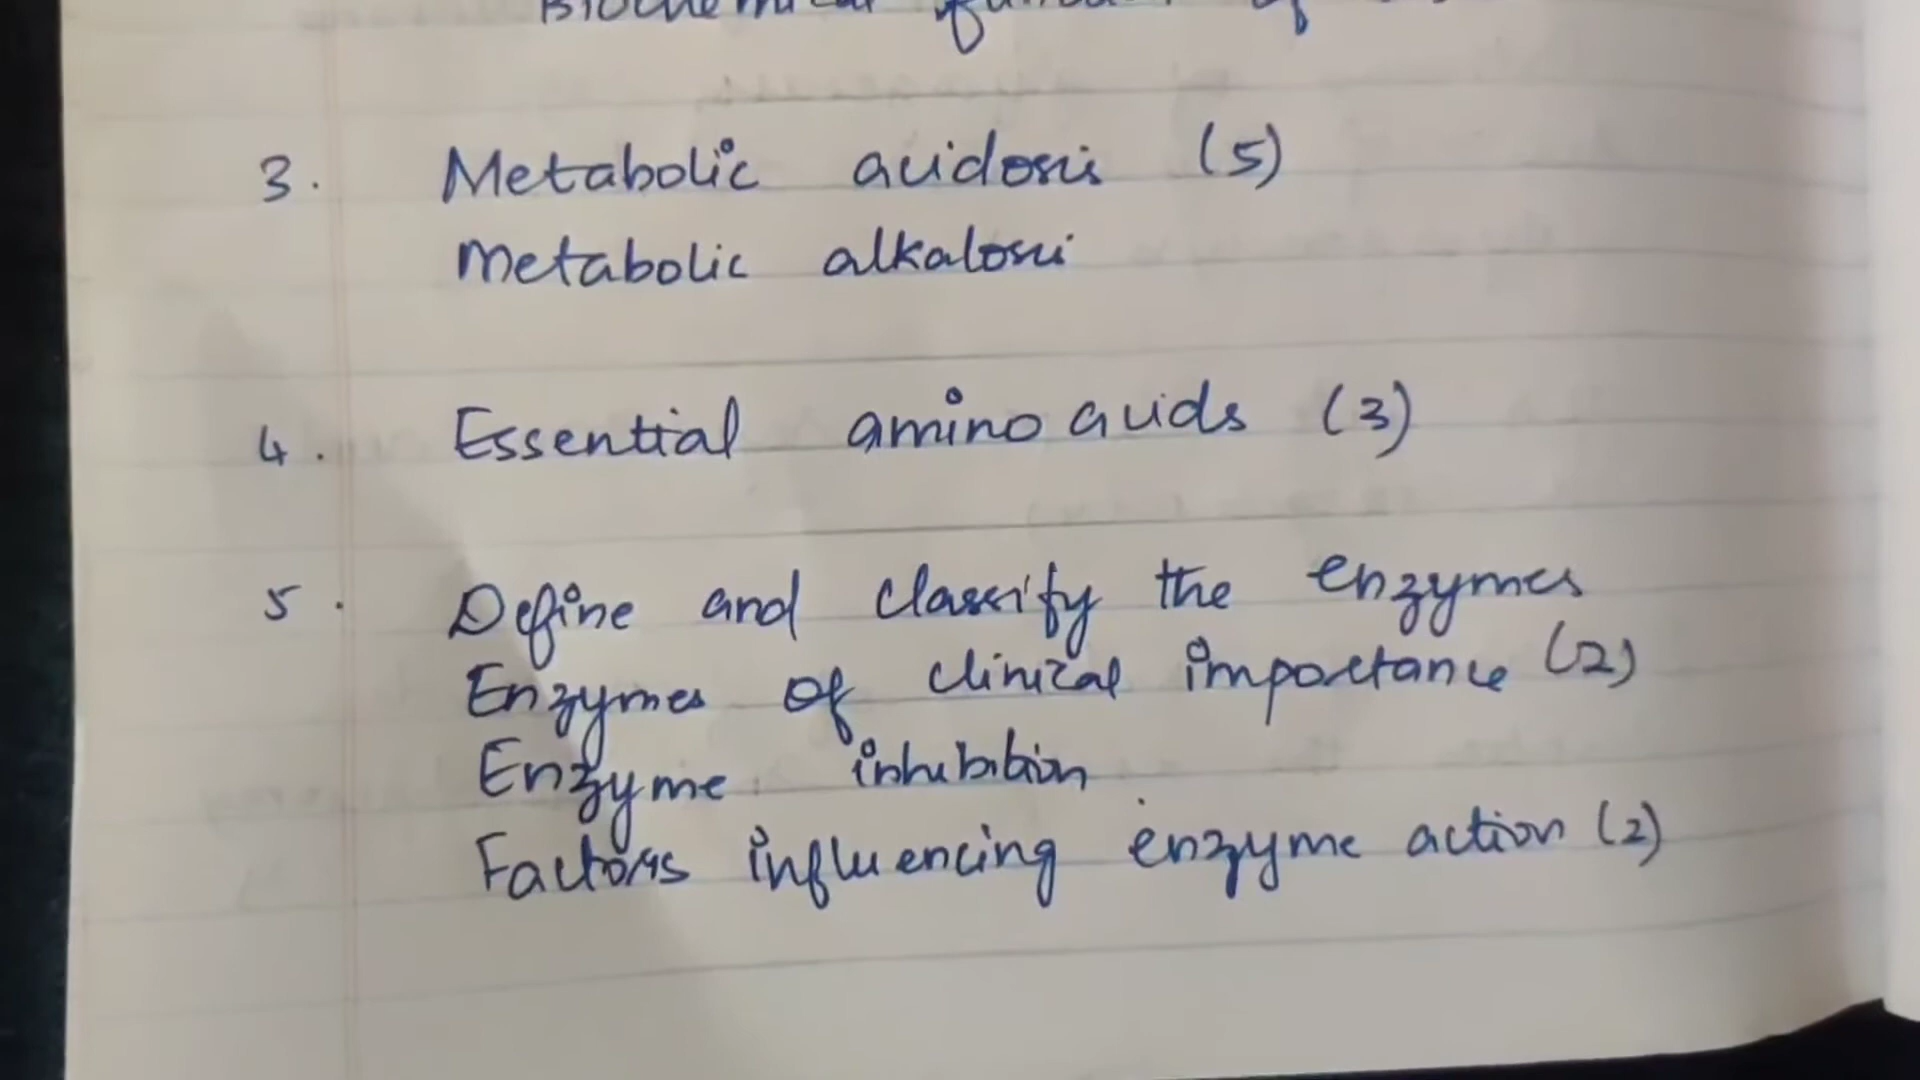 Biochemical
3. Metabolic acidosis (5)
Metabolic alkalosis
4. Essential amino acids (3)
5. Define and classify the enzymes
Enzymes of clinical importance (2)
Enzyme inhibition
Factors influencing enzyme action (2)